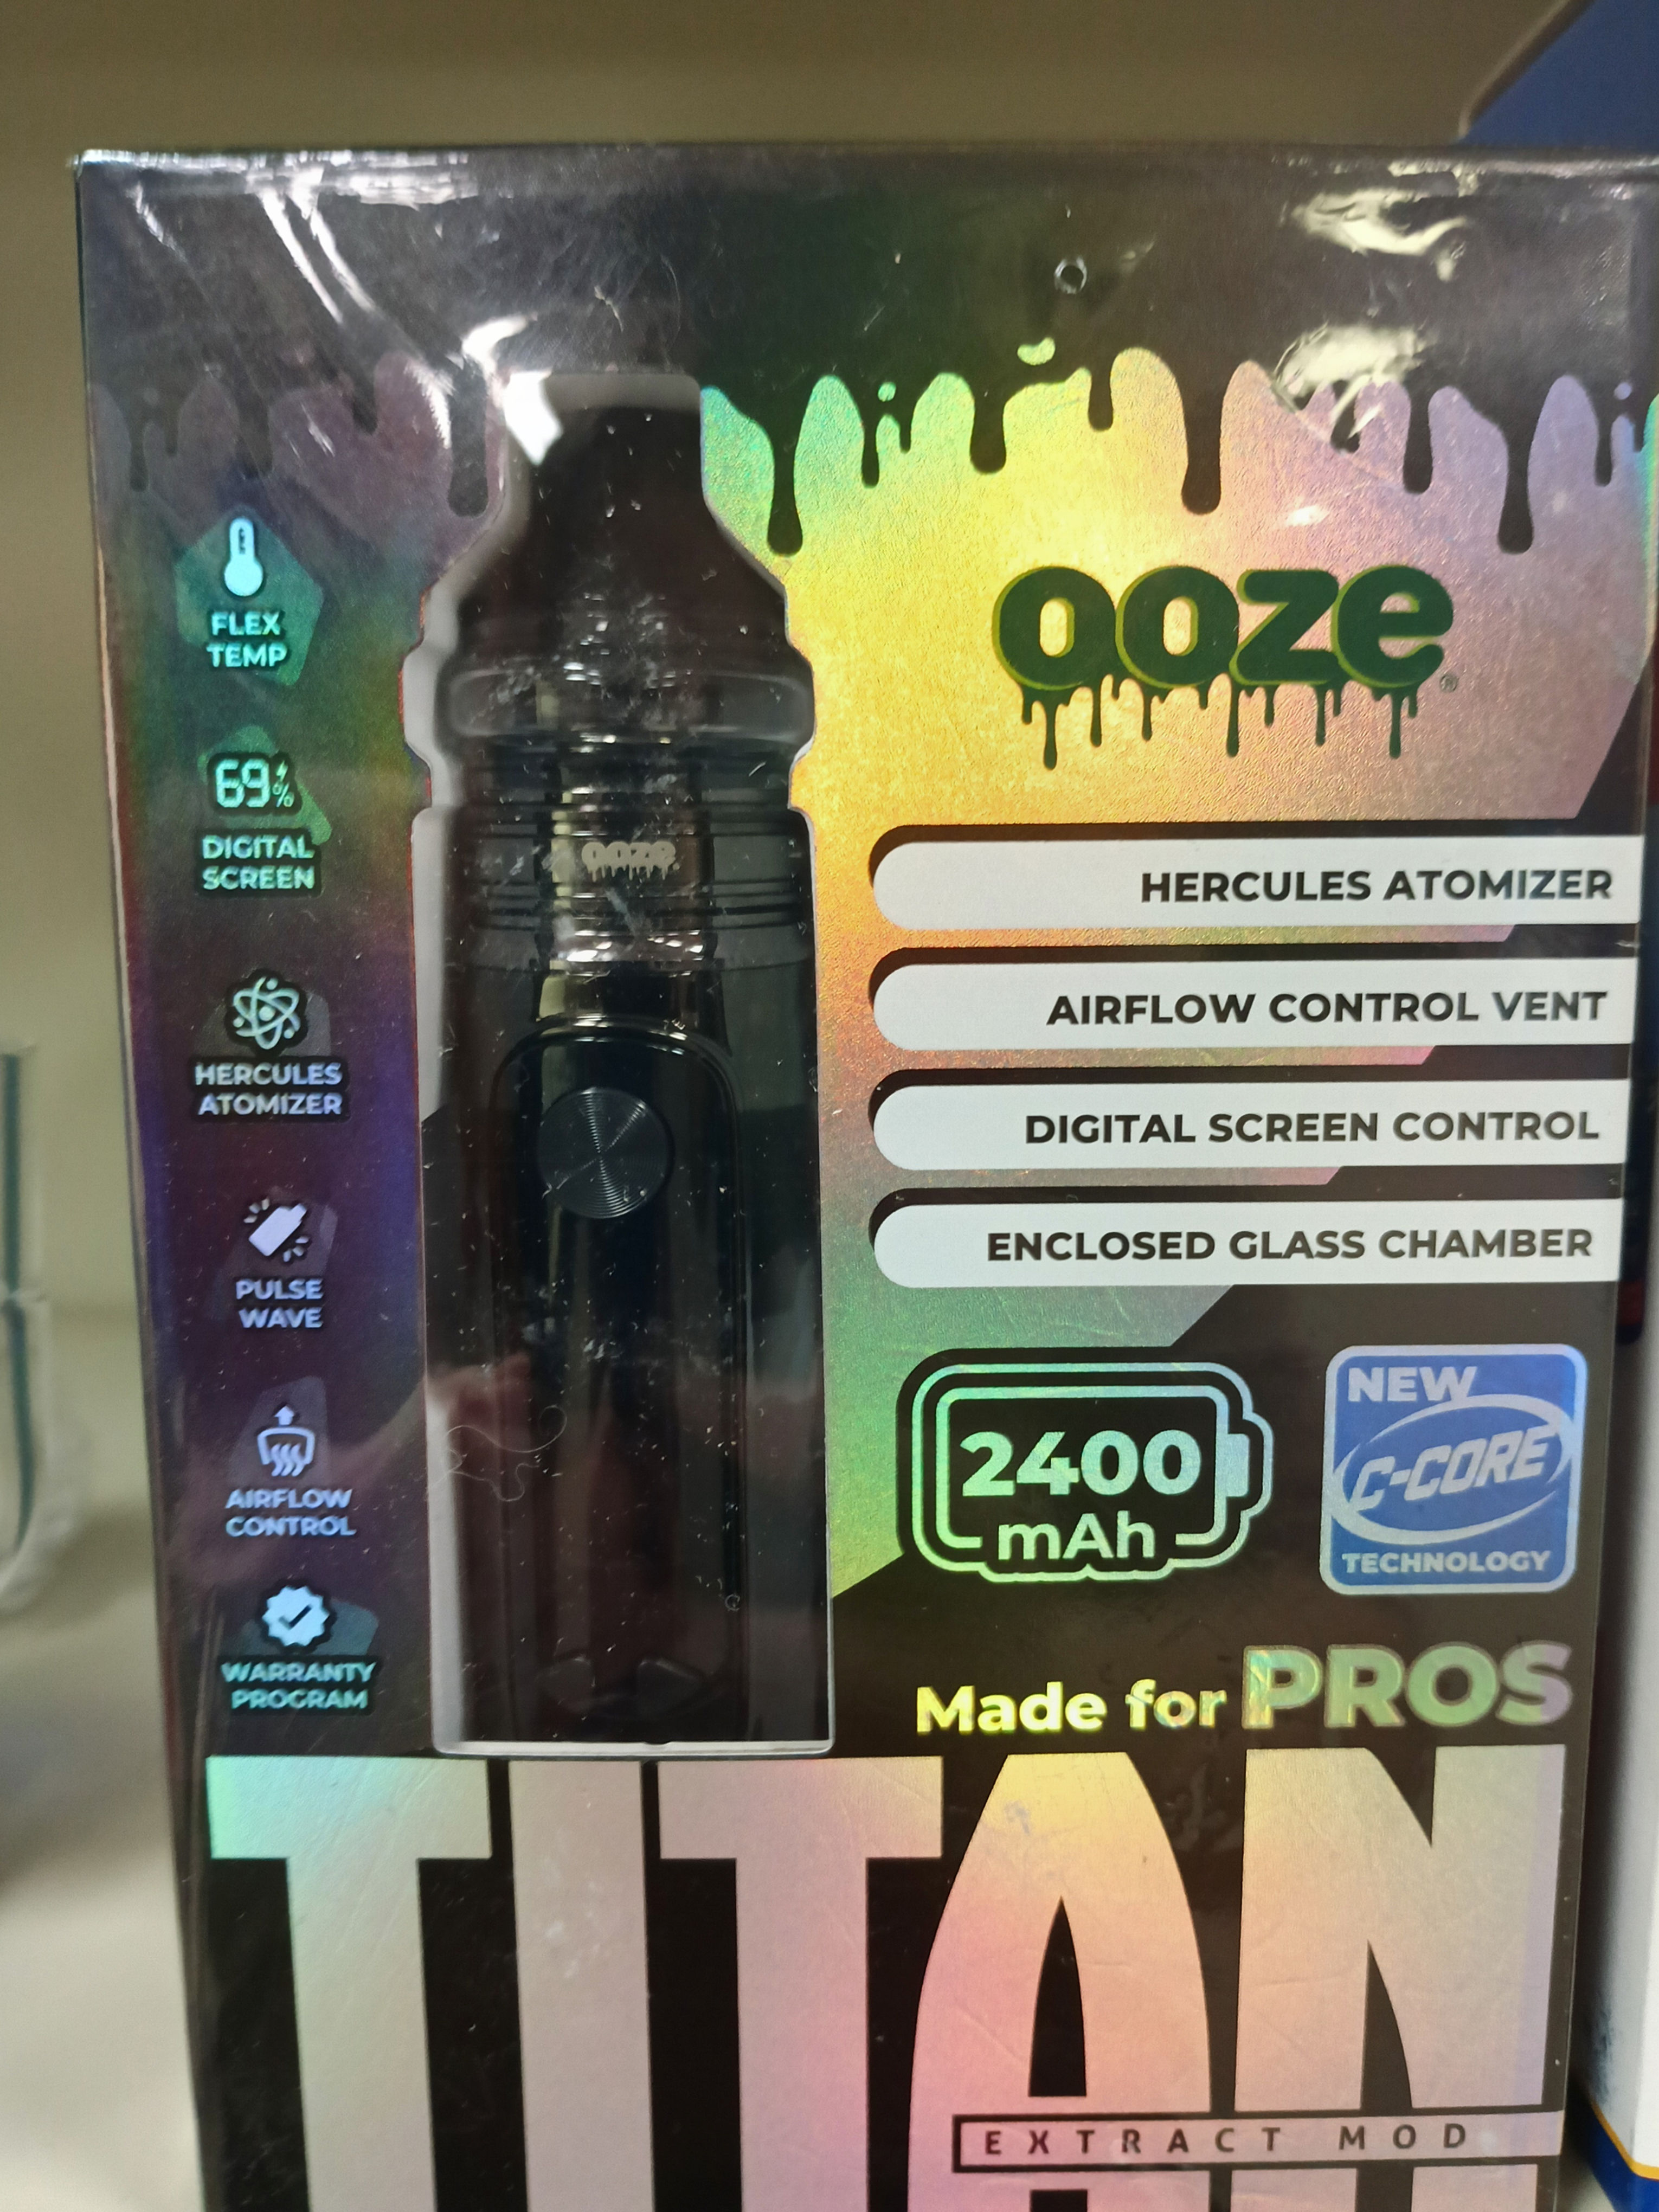 ooze®
FLEX
TEMP
69%
DIGITAL
SCREEN
HERCULES
ATOMIZER
PULSE
WAVE
AIRFLOW
CONTROL
WARRANTY
PROGRAM
ooze
HERCULES ATOMIZER
AIRFLOW CONTROL VENT
DIGITAL SCREEN CONTROL
ENCLOSED GLASS CHAMBER
2400
mAh
NEW
C-CORE
TECHNOLOGY
Made for PROS
TITAN
EXTRACT MOD